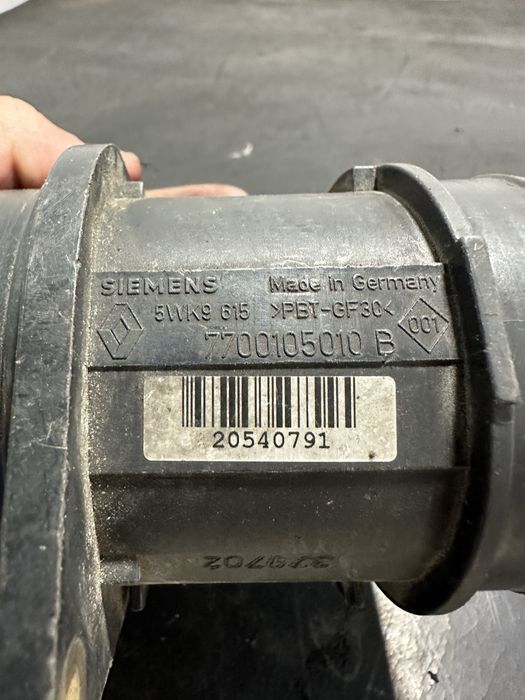 SIEMENS Made in Germany
5WK9 615 >PBT-GF30<
001
7700105010 B
20540791